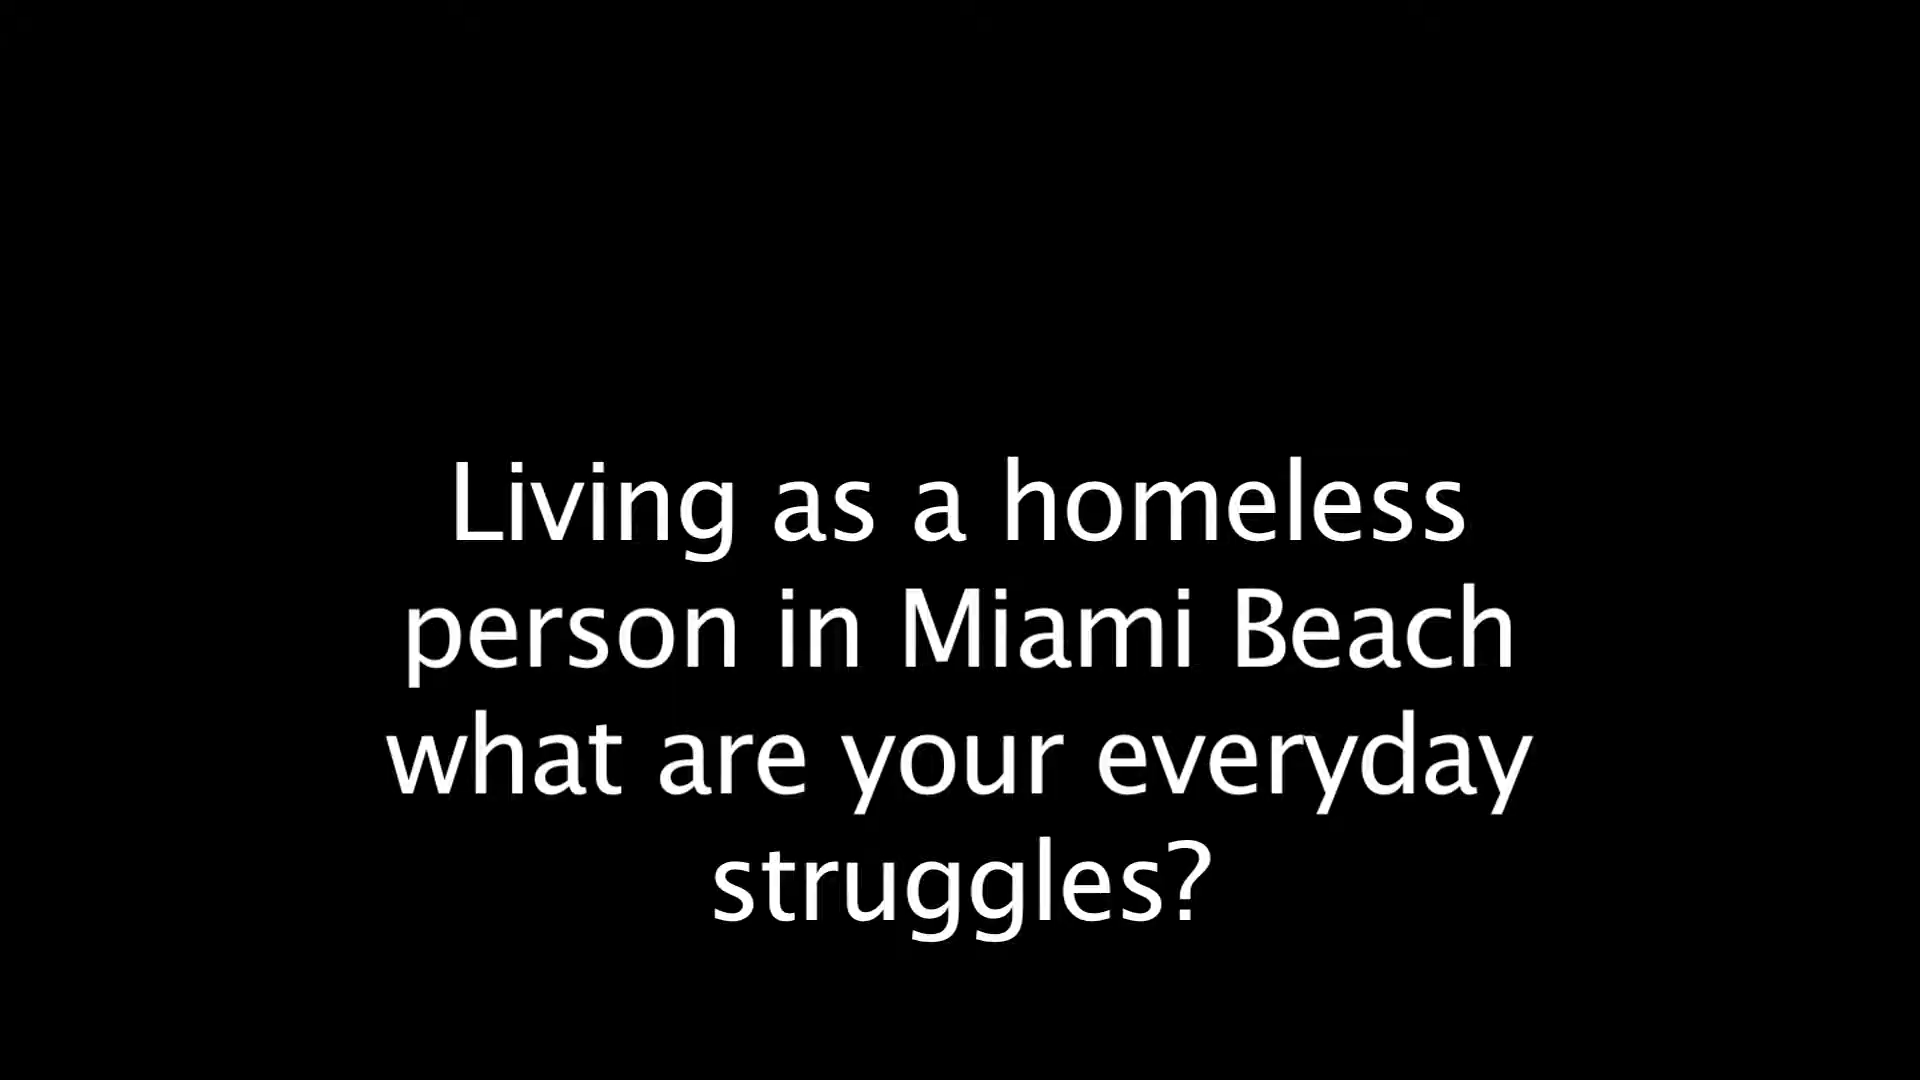 Living as a homeless
person in Miami Beach
what are your everyday
struggles?